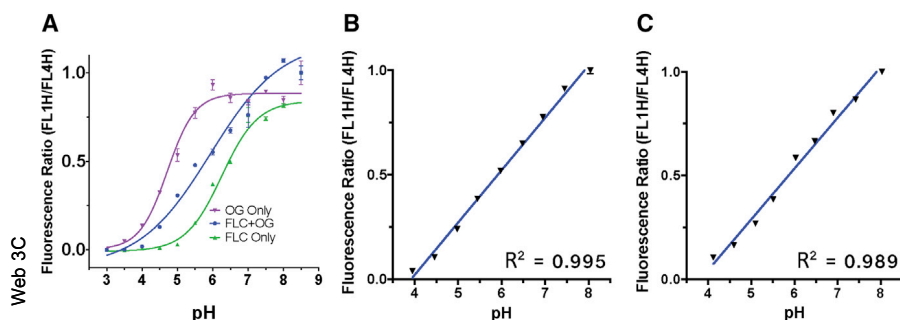 Web 3C
A
Fluorescence Ratio (FL1H/FL4H)
1.0
0.5
0.0
OG Only
FLC+OG
FLC Only
3 4 5 6 7 8 9
pH
B
Fluorescence Ratio (FL1H/FL4H)
1.0
0.5
0.0
R² = 0.995
4 5 6 7 8
pH
C
Fluorescence Ratio (FL1H/FL4H)
1.0
0.5
0.0
R² = 0.989
4 5 6 7 8
pH